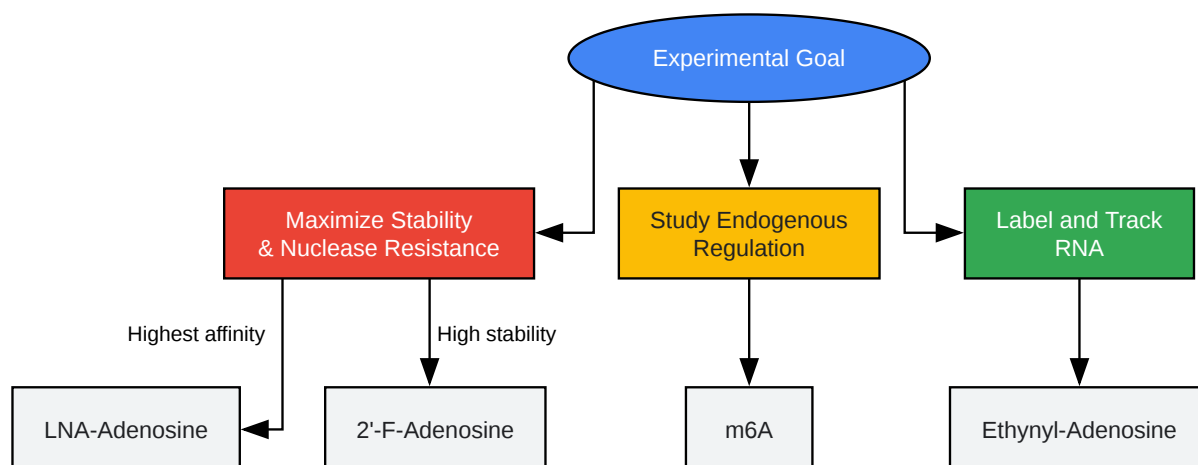 Experimental Goal
Maximize Stability
& Nuclease Resistance
Study Endogenous
Regulation
Label and Track
RNA
Highest affinity
High stability
LNA-Adenosine
2'-F-Adenosine
m6A
Ethynyl-Adenosine